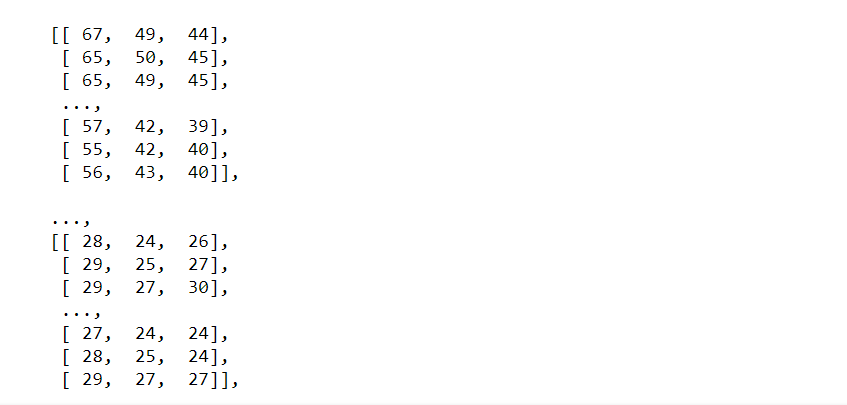 [[ 67, 49, 44],
[ 65, 50, 45],
[ 65, 49, 45],
...,
[ 57, 42, 39],
[ 55, 42, 40],
[ 56, 43, 40]],
...,
[[ 28, 24, 26],
[ 29, 25, 27],
[ 29, 27, 30],
...,
[ 27, 24, 24],
[ 28, 25, 24],
[ 29, 27, 27]],